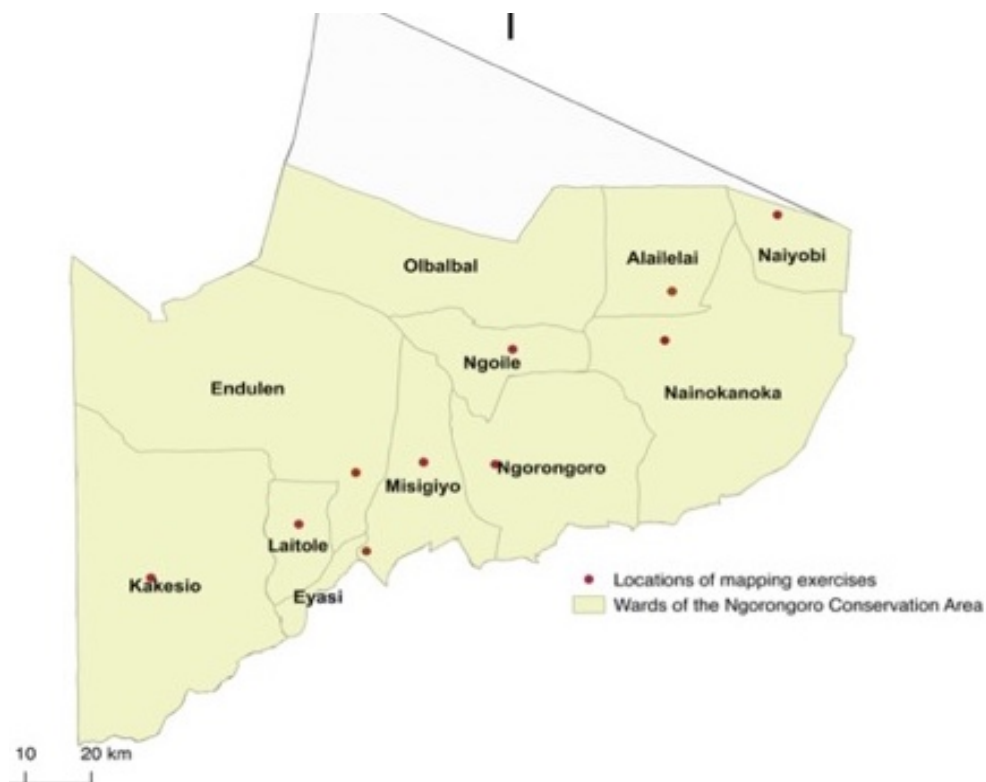 Olbalbal
Alailelai
Naiyobi
Ngoile
Endulen
Nainokanoka
Ngorongoro
Misigiyo
Laitole
Kakesio
Eyasi
Locations of mapping exercises
Wards of the Ngorongoro Conservation Area
10 20 km